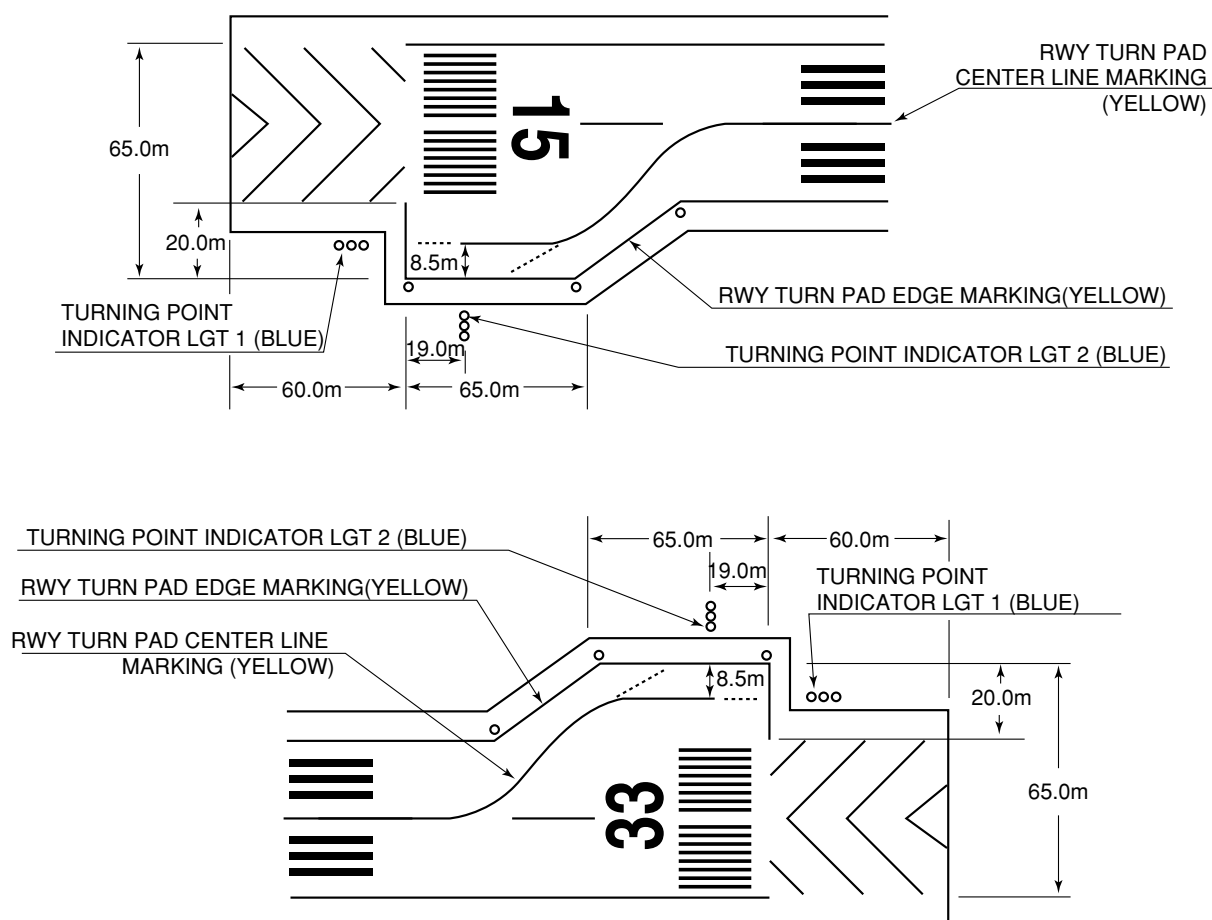 RWY TURN PAD
CENTER LINE MARKING
(YELLOW)
15
65.0m
20.0m
8.5m
TURNING POINT
INDICATOR LGT 1 (BLUE)
RWY TURN PAD EDGE MARKING(YELLOW)
19.0m
TURNING POINT INDICATOR LGT 2 (BLUE)
60.0m
65.0m
TURNING POINT INDICATOR LGT 2 (BLUE)
65.0m
60.0m
19.0m
TURNING POINT
INDICATOR LGT 1 (BLUE)
RWY TURN PAD EDGE MARKING(YELLOW)
RWY TURN PAD CENTER LINE
MARKING (YELLOW)
8.5m
20.0m
65.0m
33